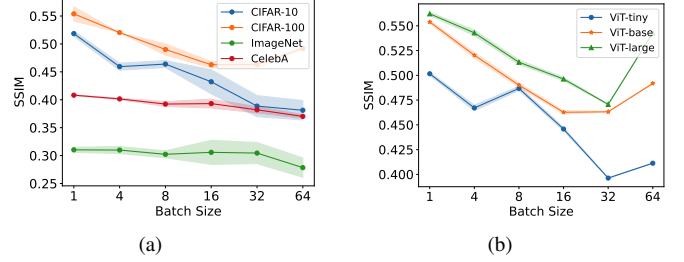 0.55
0.50
0.45
0.40
0.35
0.30
0.25
SSIM
1 4 8 16 32 64
Batch Size
CIFAR-10
CIFAR-100
ImageNet
CelebA
(a)
0.550
0.525
0.500
0.475
0.450
0.425
0.400
SSIM
1 4 8 16 32 64
Batch Size
ViT-tiny
ViT-base
ViT-large
(b)